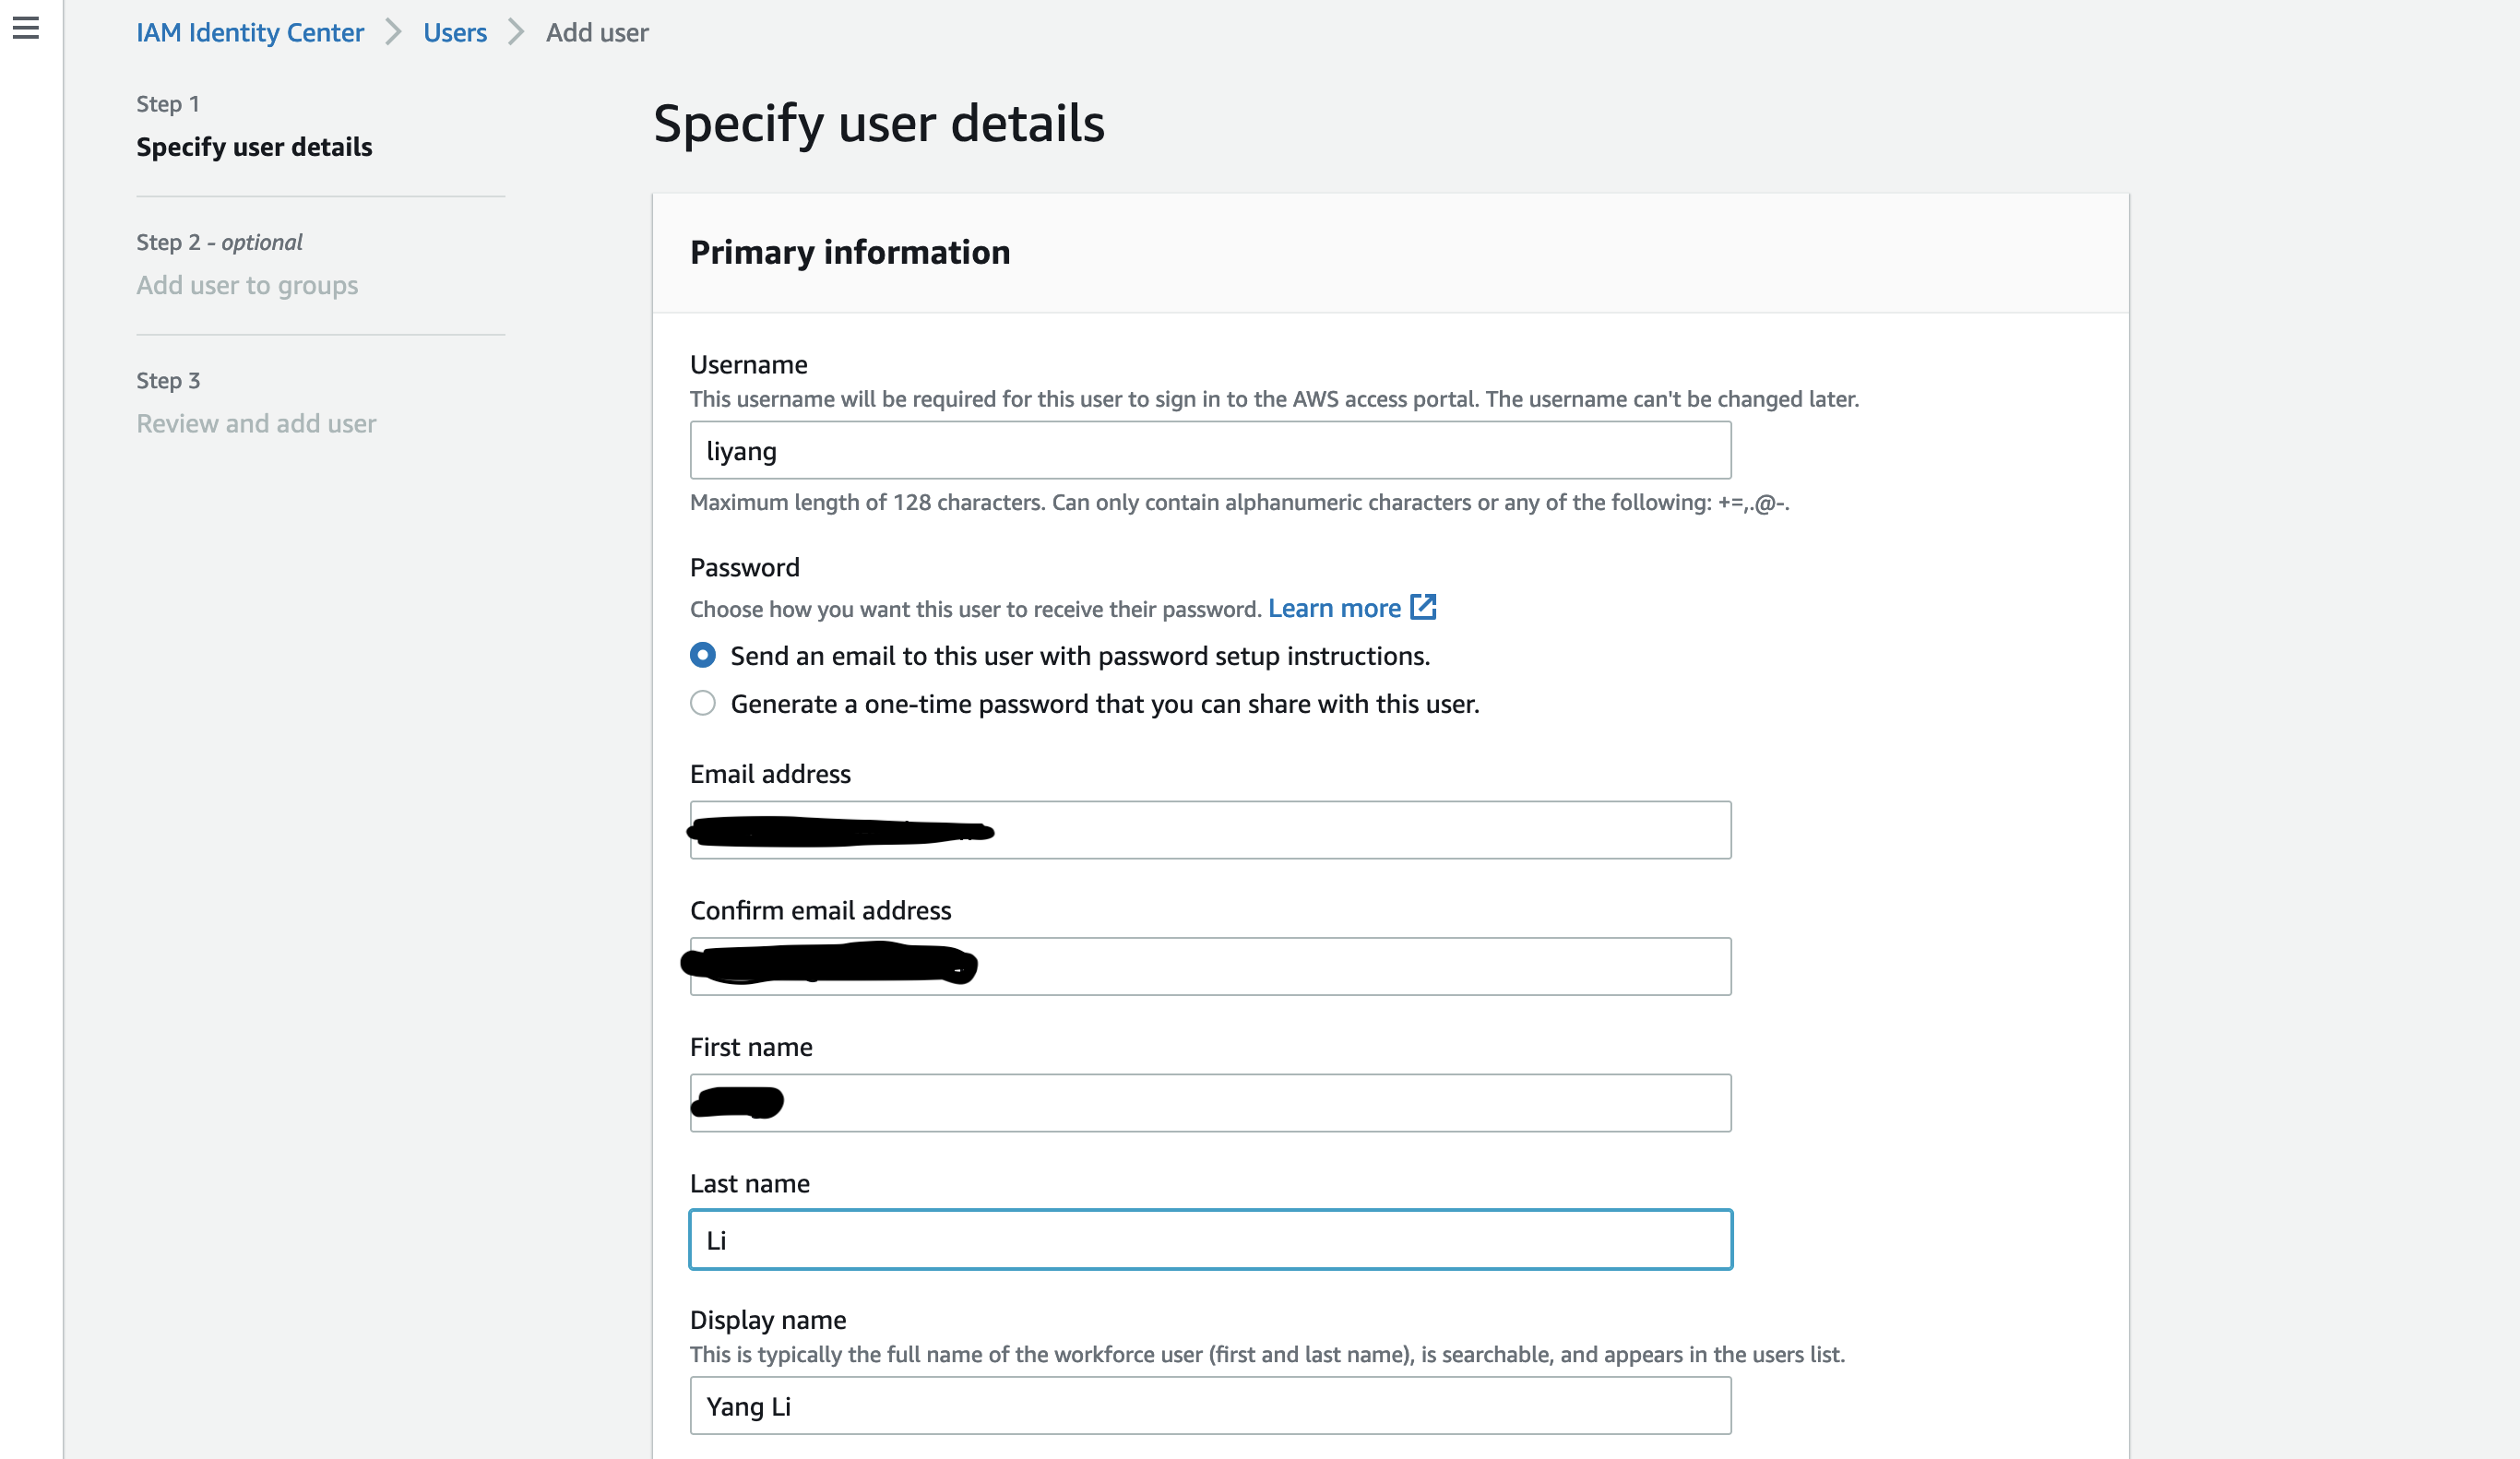 IAM Identity Center > Users > Add user
Step 1
Specify user details
Step 2 - optional
Add user to groups
Step 3
Review and add user
Specify user details
Primary information
Username
This username will be required for this user to sign in to the AWS access portal. The username can't be changed later.
liyang
Maximum length of 128 characters. Can only contain alphanumeric characters or any of the following: +=,.@-.
Password
Choose how you want this user to receive their password. Learn more
Send an email to this user with password setup instructions.
Generate a one-time password that you can share with this user.
Email address
Confirm email address
First name
Last name
Li
Display name
This is typically the full name of the workforce user (first and last name), is searchable, and appears in the users list.
Yang Li